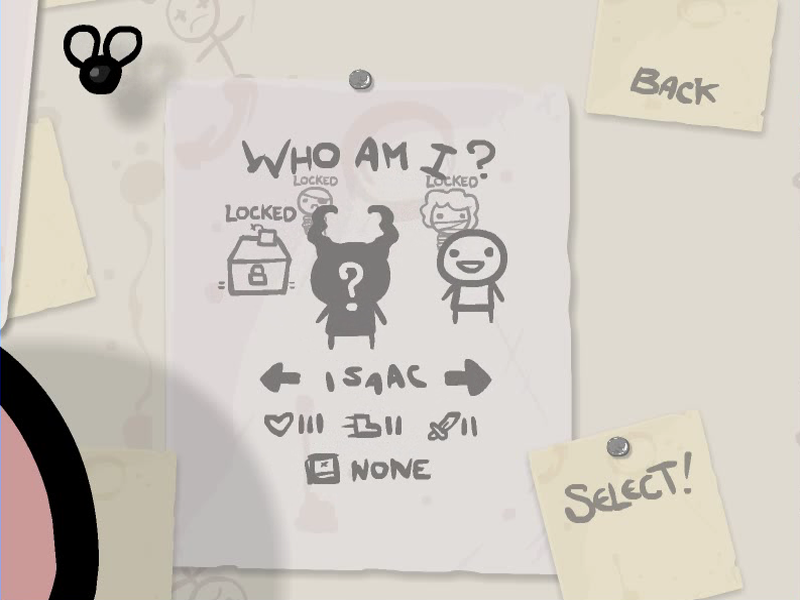 BACK
WHO AM I?
LOCKED
LOCKED
LOCKED
?
ISAAC
III II II
NONE
SELECT!